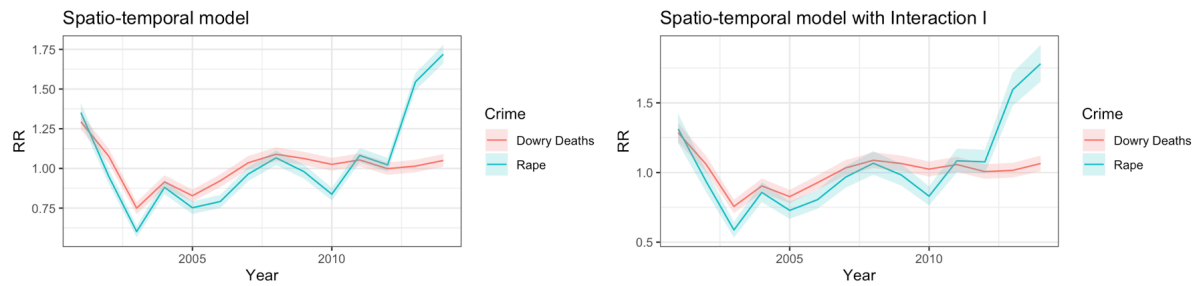 Spatio-temporal model
1.75
1.50
1.25
1.00
0.75
RR
2005
2010
Year
Crime
Dowry Deaths
Rape
Spatio-temporal model with Interaction I
1.5
1.0
0.5
RR
2005
2010
Year
Crime
Dowry Deaths
Rape